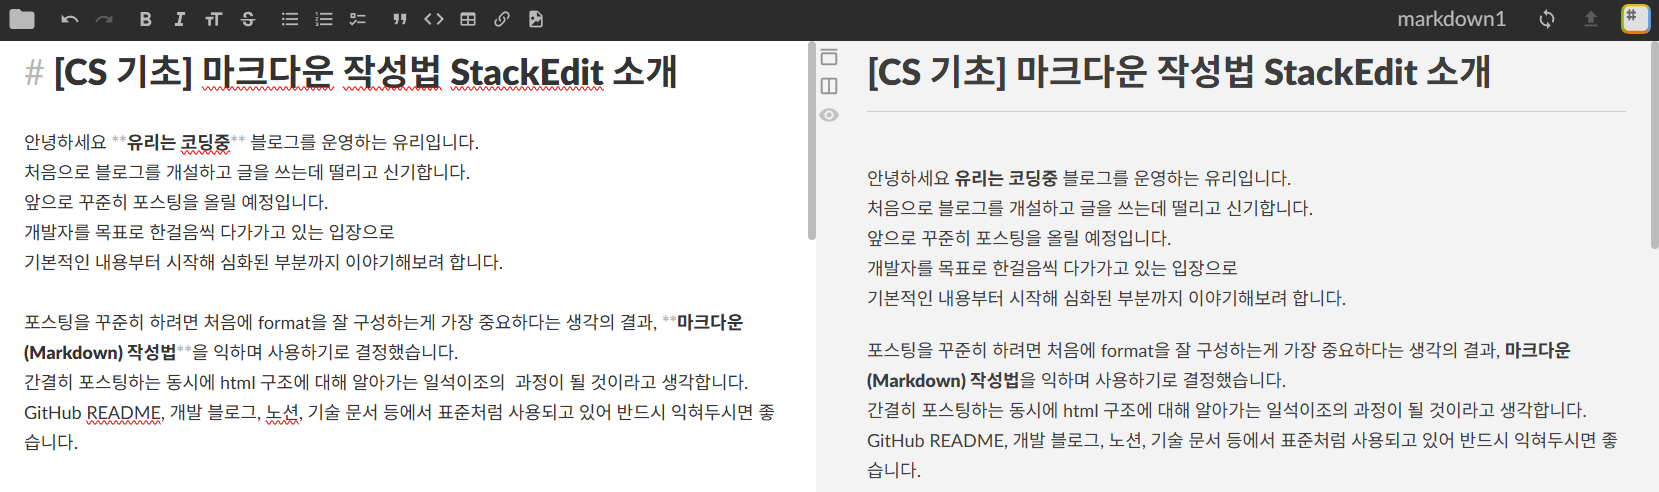 markdown1
# [CS 기초] 마크다운 작성법 StackEdit 소개
안녕하세요 **유리는 코딩중** 블로그를 운영하는 유리입니다.
처음으로 블로그를 개설하고 글을 쓰는데 떨리고 신기합니다.
앞으로 꾸준히 포스팅을 올릴 예정입니다.
개발자를 목표로 한걸음씩 다가가고 있는 입장으로
기본적인 내용부터 시작해 심화된 부분까지 이야기해보려 합니다.
포스팅을 꾸준히 하려면 처음에 format을 잘 구성하는게 가장 중요하다는 생각의 결과, **마크다운
(Markdown) 작성법**을 익하며 사용하기로 결정했습니다.
간결히 포스팅하는 동시에 html 구조에 대해 알아가는 일석이조의  과정이 될 것이라고 생각합니다.
GitHub README, 개발 블로그, 노션, 기술 문서 등에서 표준처럼 사용되고 있어 반드시 익혀두시면 좋
습니다.
[CS 기초] 마크다운 작성법 StackEdit 소개
안녕하세요 유리는 코딩중 블로그를 운영하는 유리입니다.
처음으로 블로그를 개설하고 글을 쓰는데 떨리고 신기합니다.
앞으로 꾸준히 포스팅을 올릴 예정입니다.
개발자를 목표로 한걸음씩 다가가고 있는 입장으로
기본적인 내용부터 시작해 심화된 부분까지 이야기해보려 합니다.
포스팅을 꾸준히 하려면 처음에 format을 잘 구성하는게 가장 중요하다는 생각의 결과, 마크다운
(Markdown) 작성법을 익하며 사용하기로 결정했습니다.
간결히 포스팅하는 동시에 html 구조에 대해 알아가는 일석이조의 과정이 될 것이라고 생각합니다.
GitHub README, 개발 블로그, 노션, 기술 문서 등에서 표준처럼 사용되고 있어 반드시 익혀두시면 좋
습니다.